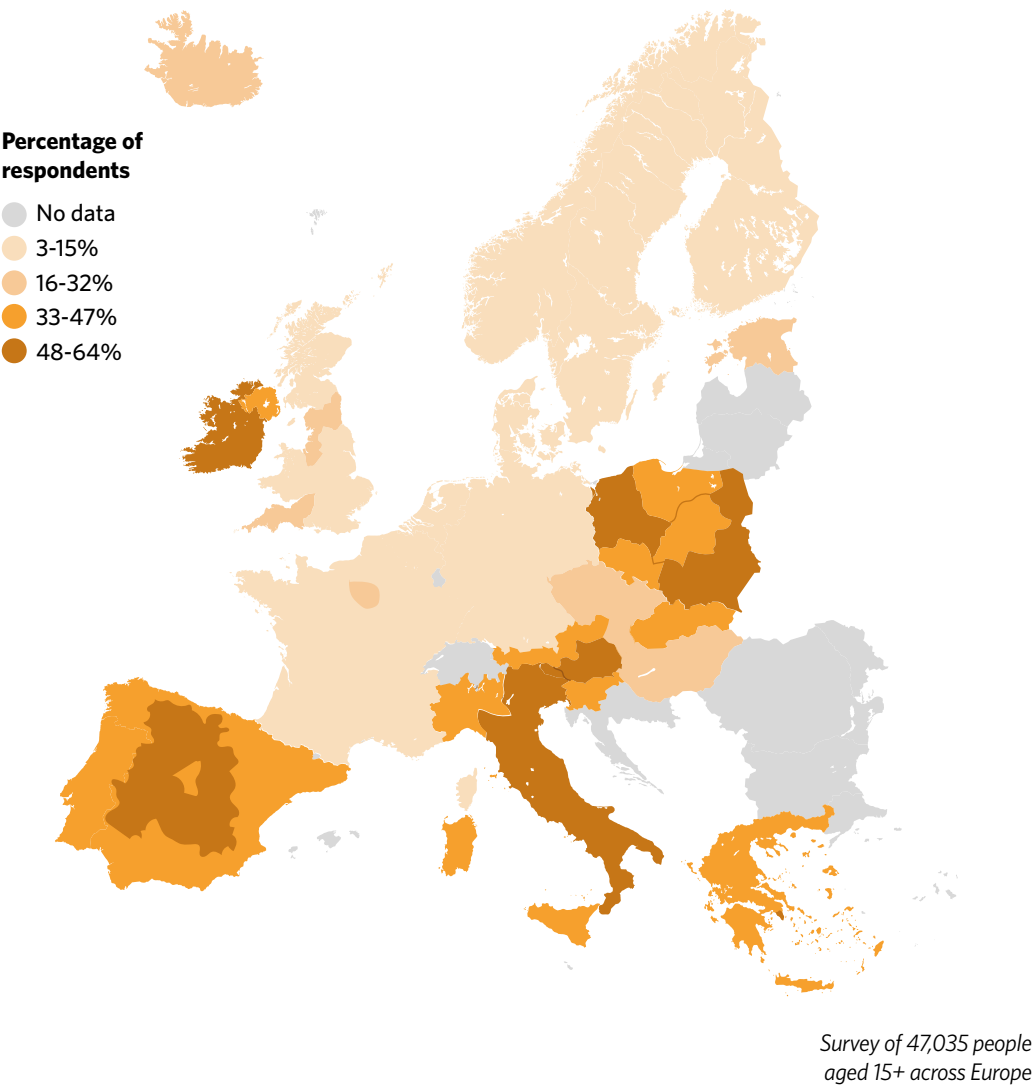 Percentage of
respondents
No data
3-15%
16-32%
33-47%
48-64%
Survey of 47,035 people
aged 15+ across Europe